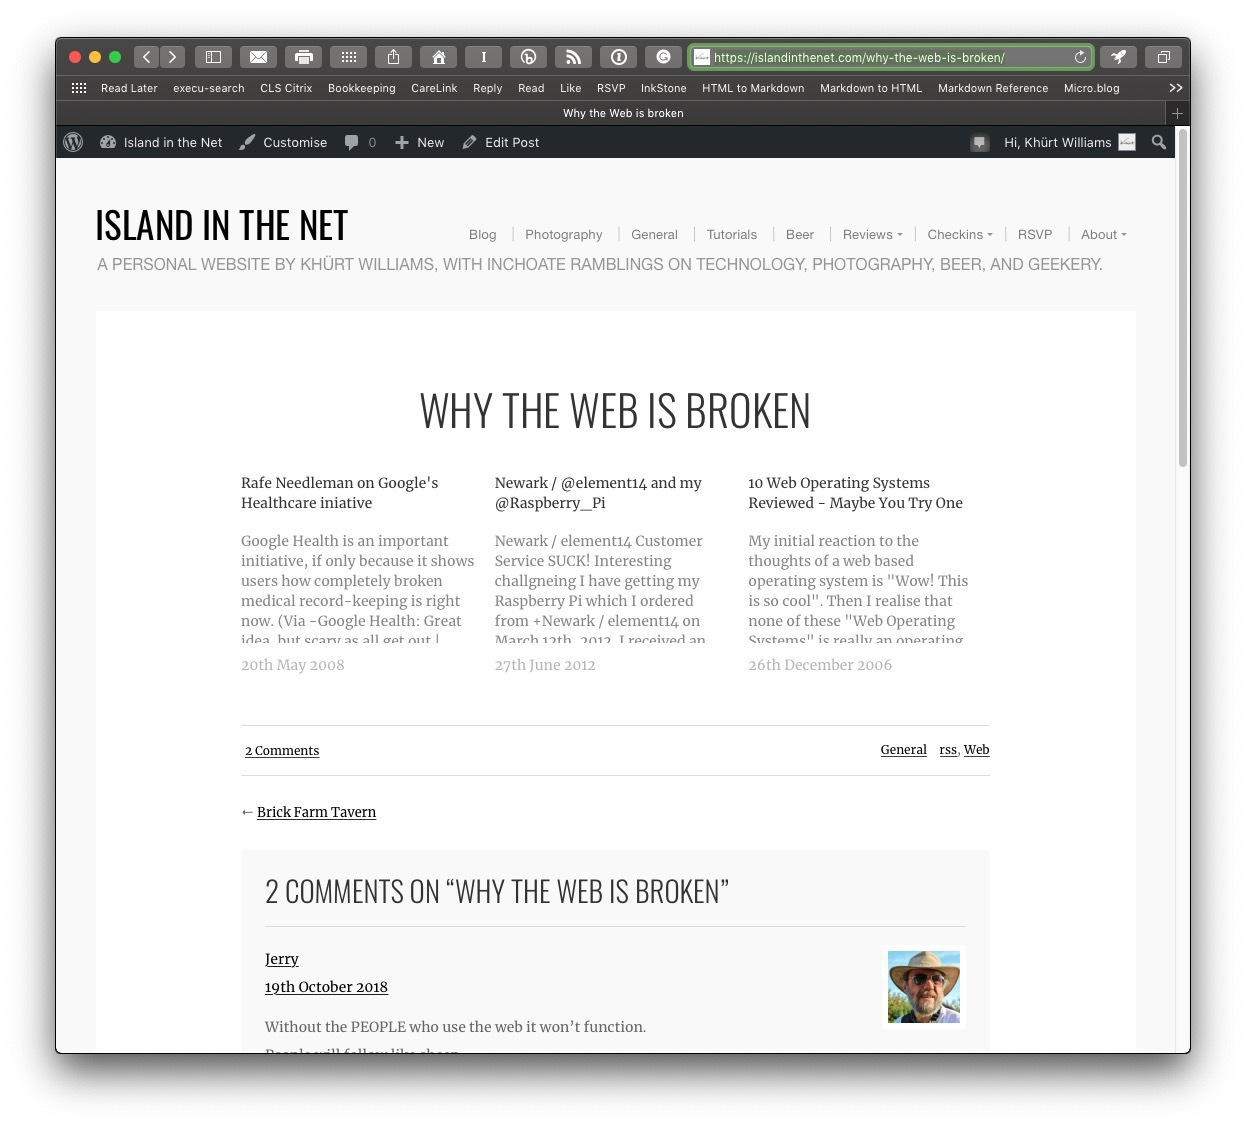 https://islandinthenet.com/why-the-web-is-broken/
Read Later execu-search CLS Citrix Bookkeeping CareLink Reply Read Like RSVP InkStone HTML to Markdown Markdown to HTML Markdown Reference Micro.blog >>
Why the Web is broken
Island in the Net Customise 0 New Edit Post Hi, Khürt Williams
ISLAND IN THE NET
Blog Photography General Tutorials Beer Reviews Checkins RSVP About
A PERSONAL WEBSITE BY KHÜRT WILLIAMS, WITH INCHOATE RAMBLINGS ON TECHNOLOGY, PHOTOGRAPHY, BEER, AND GEEKERY.
WHY THE WEB IS BROKEN
Rafe Needleman on Google's
Healthcare iniative
Google Health is an important
initiative, if only because it shows
users how completely broken
medical record-keeping is right
now. (Via -Google Health: Great
idea, but scary as all get out |
20th May 2008
Newark / @element14 and my
@Raspberry_Pi
Newark / element14 Customer
Service SUCK! Interesting
challgneing I have getting my
Raspberry Pi which I ordered
from +Newark / element14 on
March 12th, 2012. I received an
27th June 2012
10 Web Operating Systems
Reviewed - Maybe You Try One
My initial reaction to the
thoughts of a web based
operating system is "Wow! This
is so cool". Then I realise that
none of these "Web Operating
Systems" is really an operating
26th December 2006
2 Comments
General rss, Web
← Brick Farm Tavern
2 COMMENTS ON “WHY THE WEB IS BROKEN”
Jerry
19th October 2018
Without the PEOPLE who use the web it won’t function.
People will follow like sheep